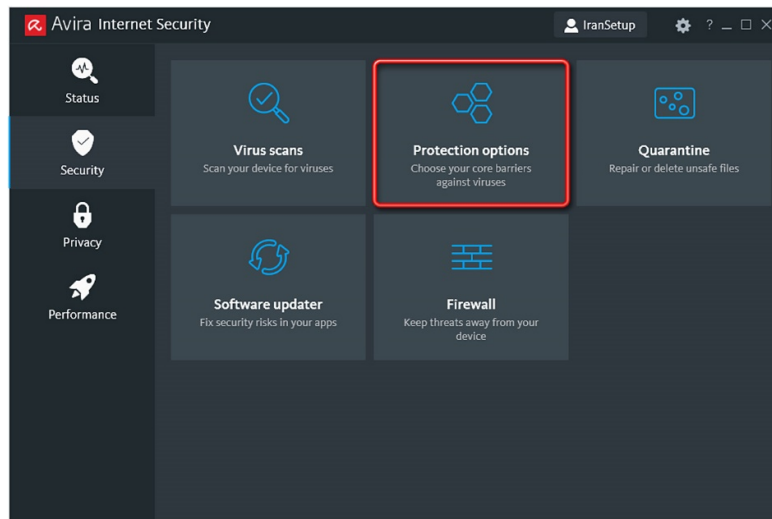 Avira Internet Security
IranSetup
?
Status
Security
Privacy
Performance
Virus scans
Scan your device for viruses
Protection options
Choose your core barriers
against viruses
Quarantine
Repair or delete unsafe files
Software updater
Fix security risks in your apps
Firewall
Keep threats away from your
device